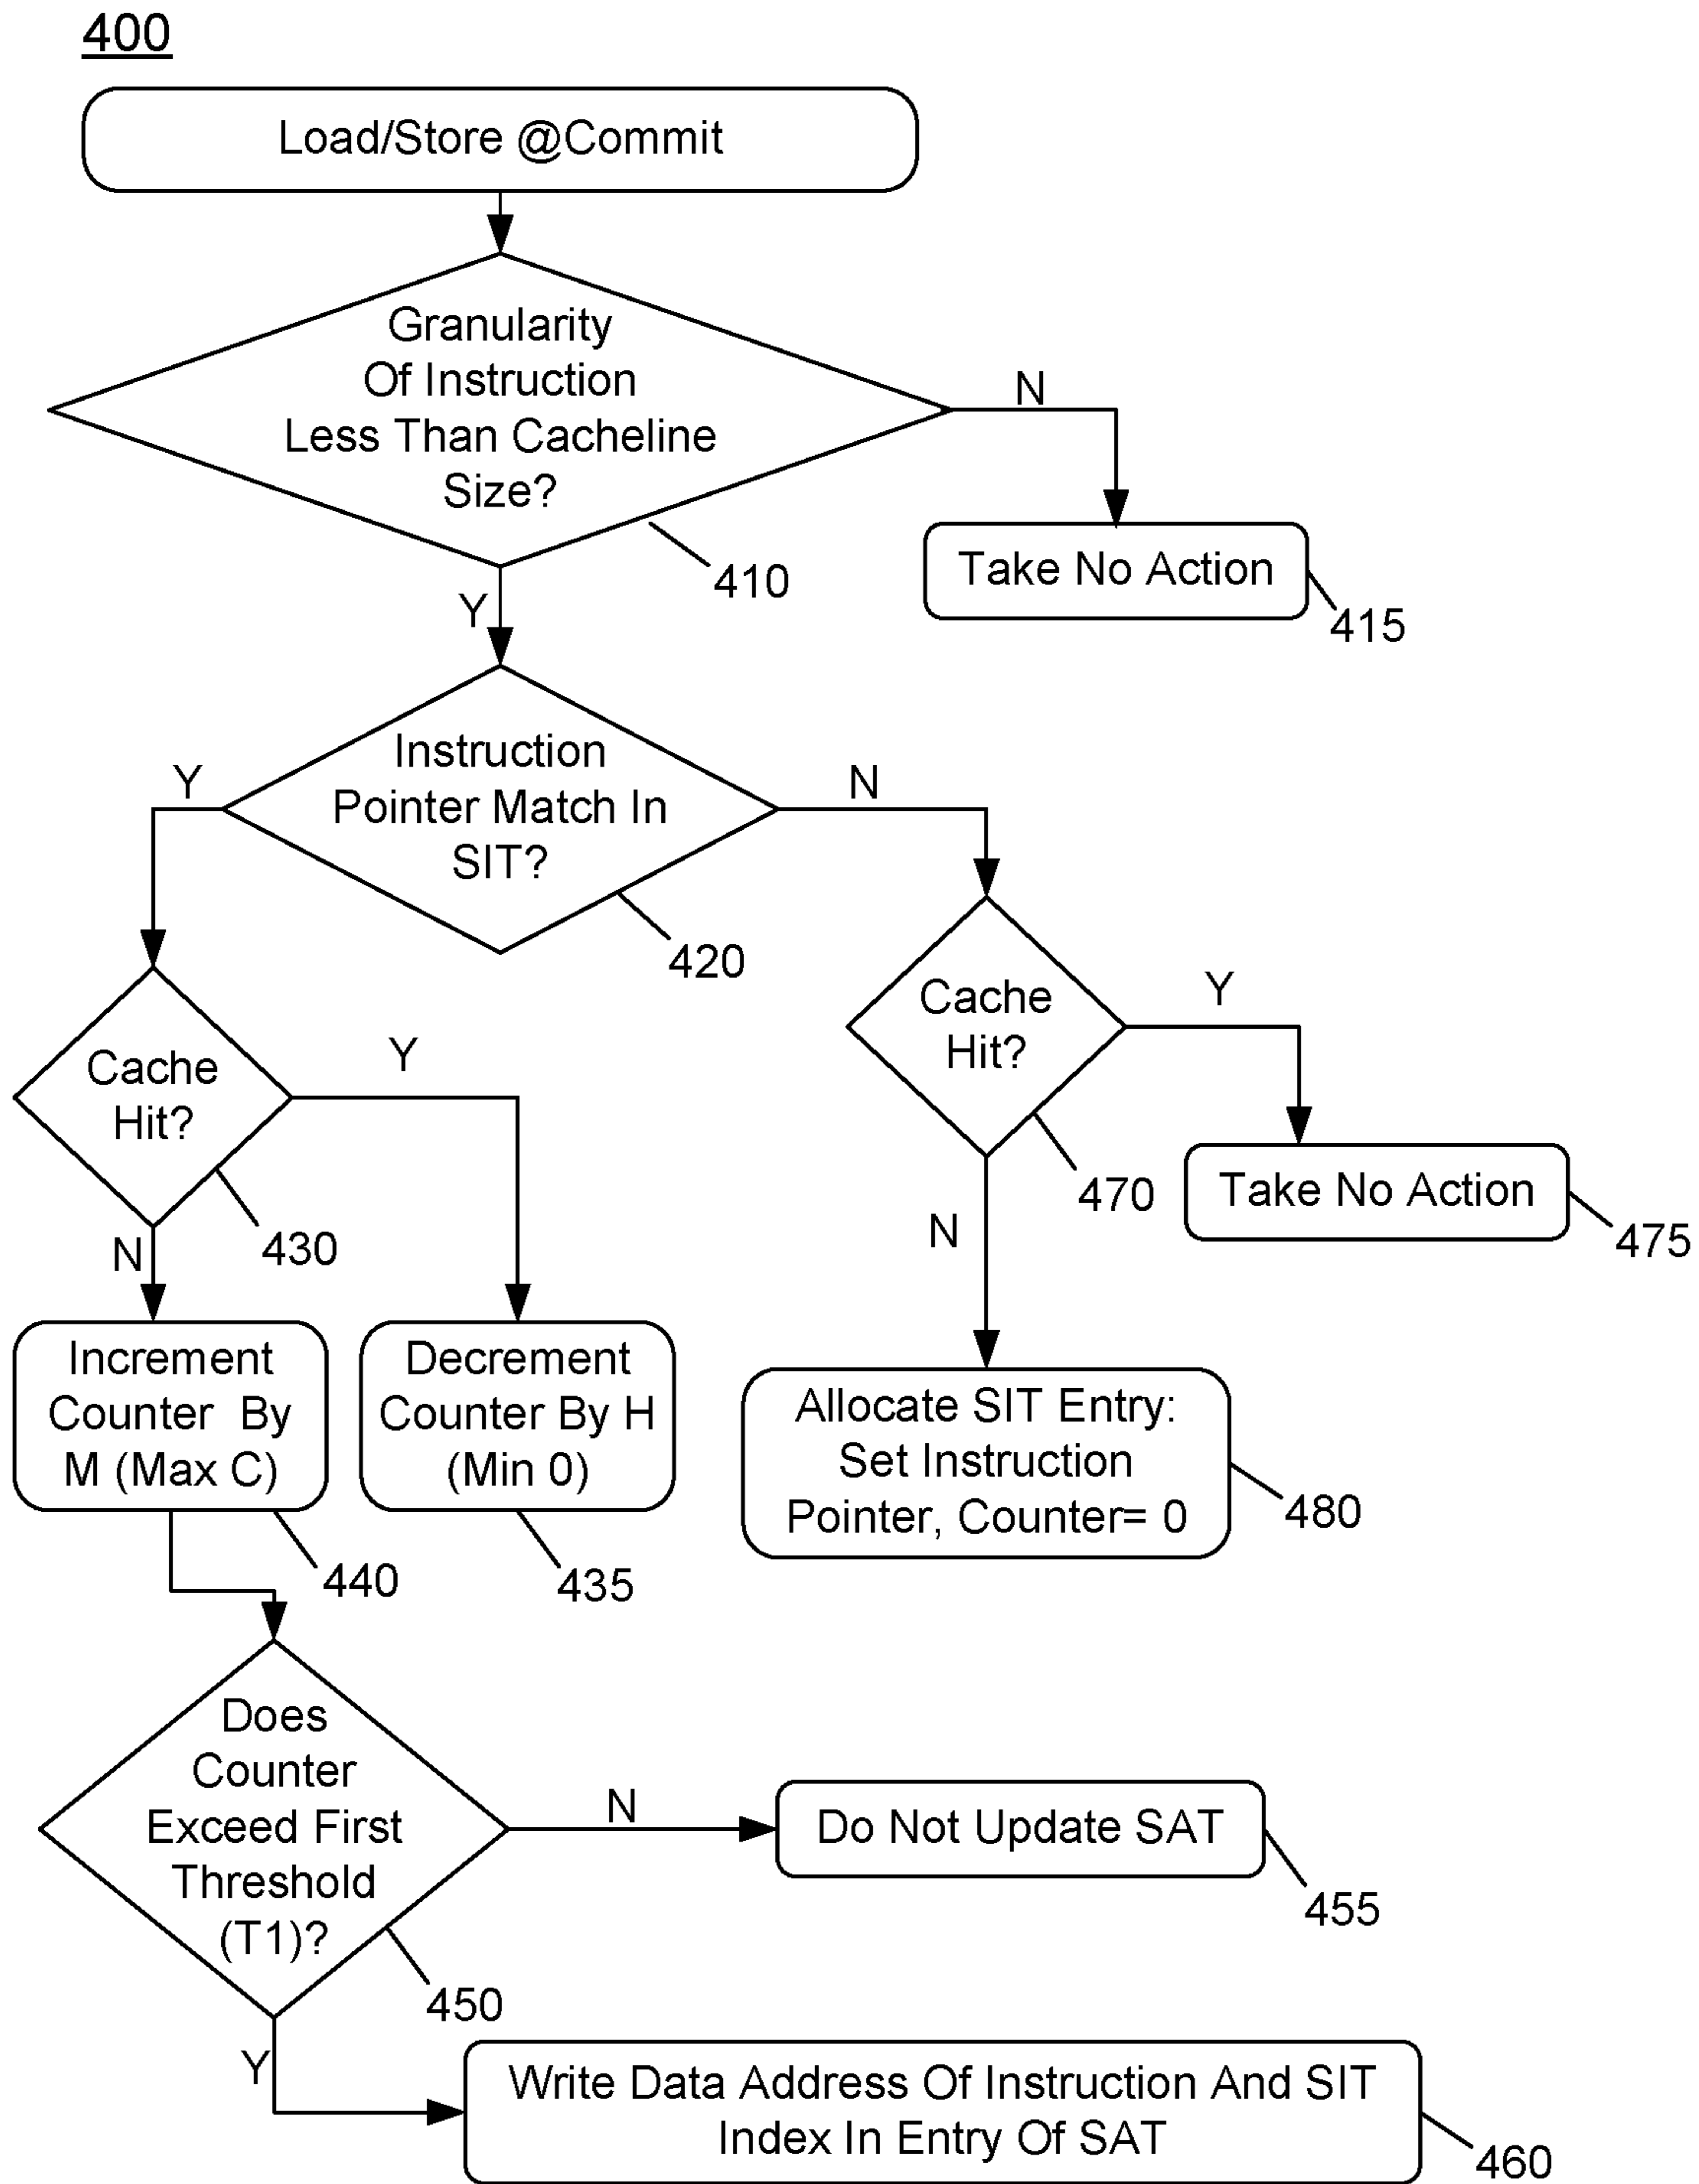 400
Load/Store @Commit
Granularity
Of Instruction
Less Than Cacheline
Size?
N
410
Take No Action
415
Y
Instruction
Pointer Match In
SIT?
Y
N
420
Cache
Hit?
Y
Cache
Hit?
Y
470
Take No Action
475
N
430
N
Increment
Counter By
M (Max C)
440
Decrement
Counter By H
(Min 0)
435
Allocate SIT Entry:
Set Instruction
Pointer, Counter= 0
480
Does
Counter
Exceed First
Threshold
(T1)?
N
450
Do Not Update SAT
455
Y
Write Data Address Of Instruction And SIT
Index In Entry Of SAT
460